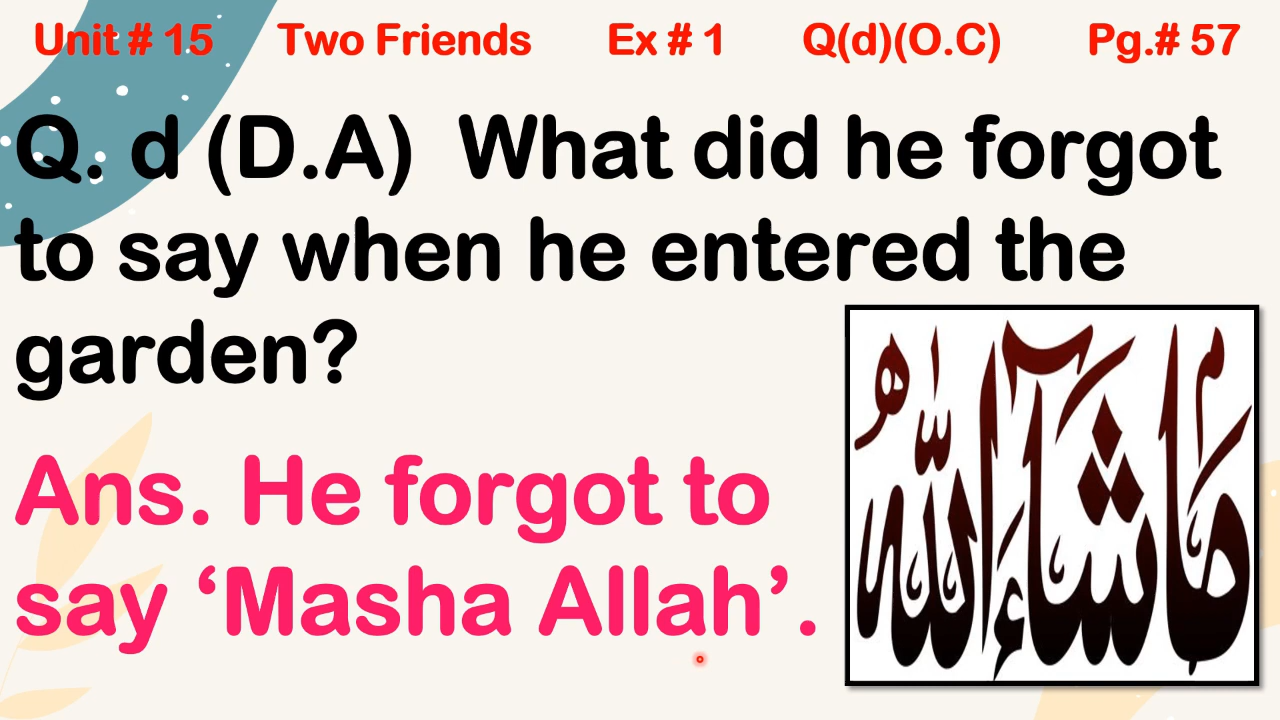 Unit # 15 Two Friends Ex # 1 Q(d)(O.C) Pg.# 57
Q. d (D.A) What did he forgot
to say when he entered the
garden?
Ans. He forgot to
say ‘Masha Allah’.
ما شآء الله